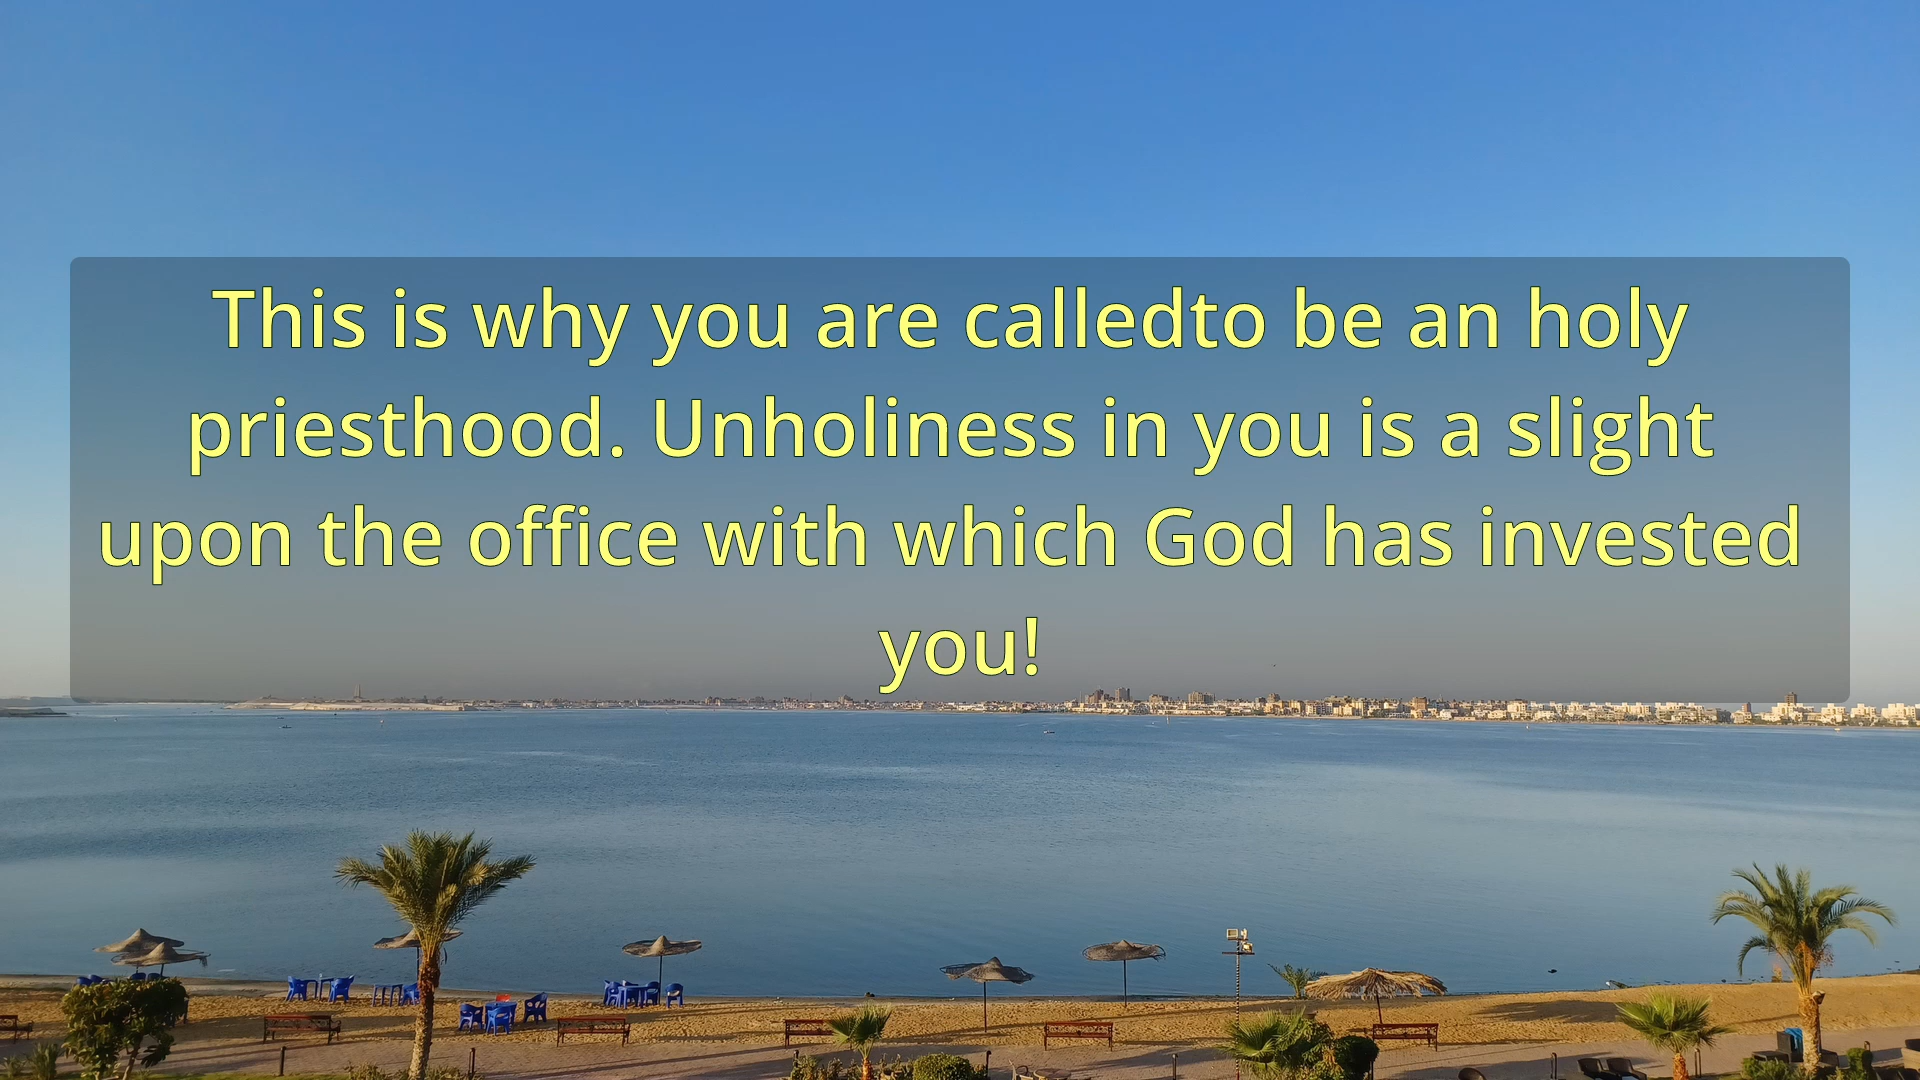 This is why you are calledto be an holy
priesthood. Unholiness in you is a slight
upon the office with which God has invested
you!